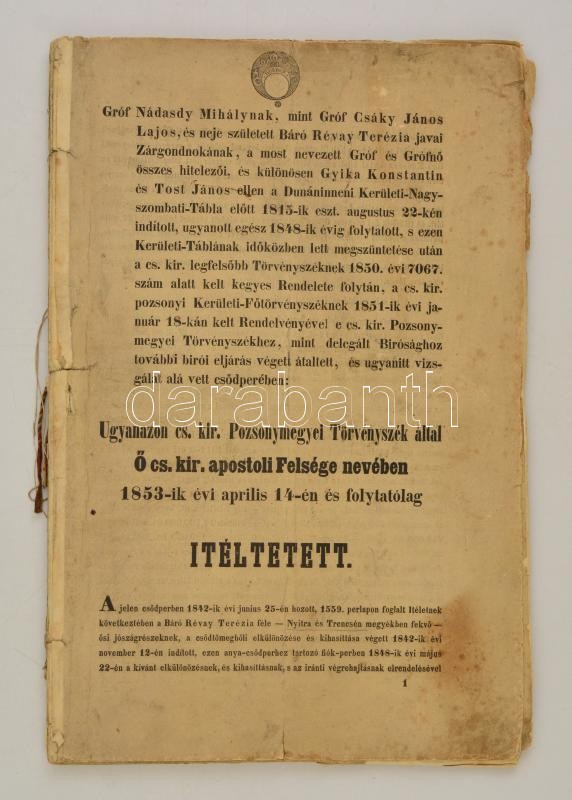 Gróf Nádasdy Mihálynak, mint Gróf Csáky János
Lajos, és neje született Báró Révay Terézia javai
Zárgondnokának, a most nevezett Gróf és Grófnő
összes hitelezői, és különösen Gyika Konstantin
és Tost János ellen a Dunáninneni Kerületi-Nagy-
szombati-Tábla előtt 1815-ik eszt. augustus 22-kén
indított, ugyanott egész 1848-ik évig folytatott, s ezen
Kerületi-Táblának időközben lett megszüntetése után
a cs. kir. legfelsőbb Törvényszéknek 1850. évi 7067.
szám alatt kelt kegyes Rendelete folytán, a cs. kir.
pozsonyi Kerületi-Főtörvényszéknek 1851-ik évi ja-
nuár 18-kán kelt Rendelvényével e cs. kir. Pozsony-
megyei Törvényszékhez, mint delegált Birósághoz
további birói eljárás végett átaltett, és ugyanitt vizs-
gálat alá vett csődperében:
darabanth
Ugyanazon cs. kir. Pozsonymegyei Törvényszék által
Ő cs. kir. apostoli Felsége nevében
1853-ik évi aprilis 14-én és folytatólag
ITÉLTETETT.
A jelen csődperben 1842-ik évi junius 25-én hozott, 1559. perlapon foglalt Itéletnek
következtében a Báró Révay Terézia féle — Nyitra és Trencsén megyékben fekvő —
ősi jószágrészeknek, a csődtömegbőli elkülönözése és kihasíttása végett 1842-ik évi
november 12-én indított, ezen anya-csődperhez tartozó fiók-perben 1848-ik évi május
22-én a kívánt elkülönözésnek, és kihasíttásnak, s az iránti végrehajtásnak elrendelésével
1